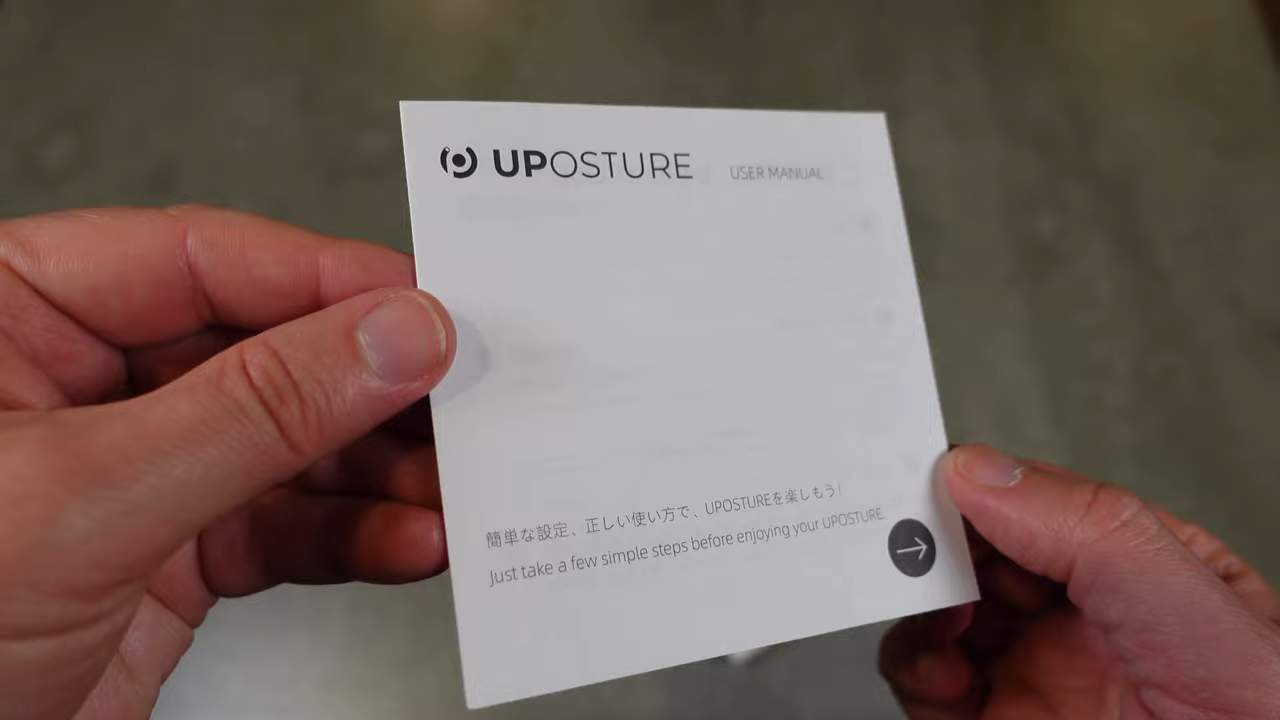 UPOSTURE USER MANUAL
簡単な設定、正しい使い方で、UPOSTUREを楽しもう!
Just take a few simple steps before enjoying your UPOSTURE.